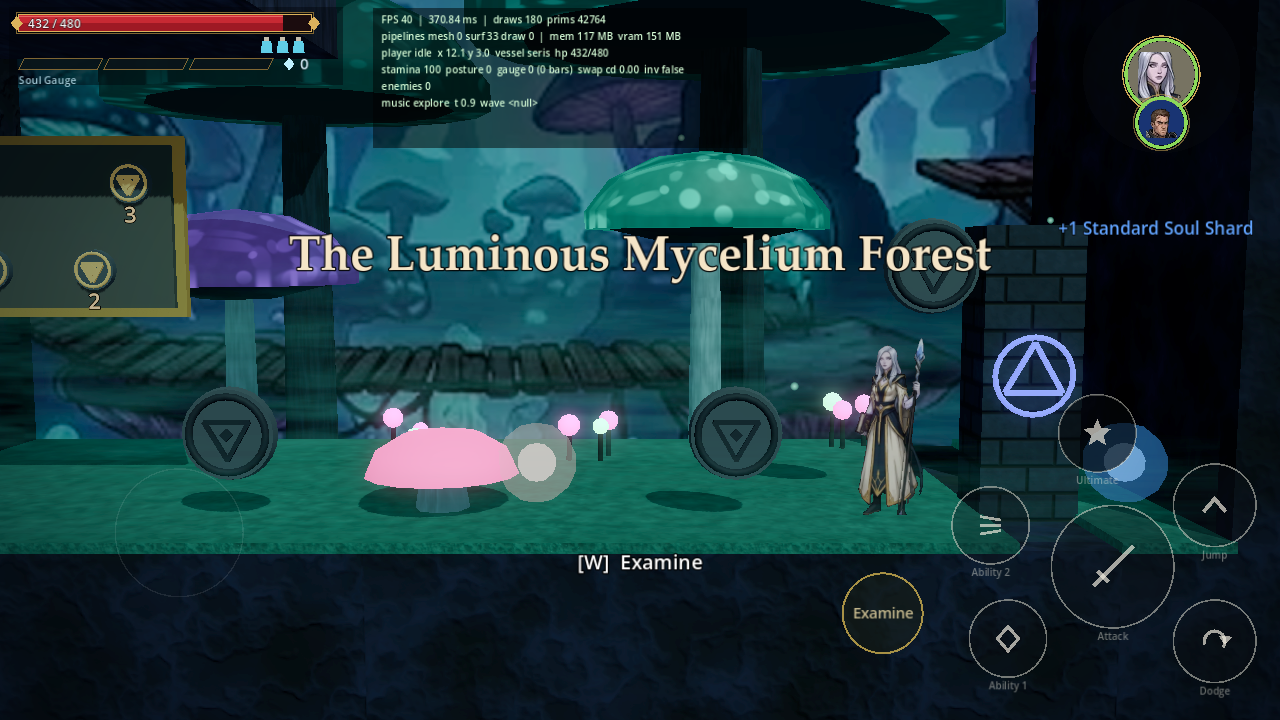 432 / 480
0
Soul Gauge
FPS 40 | 370.84 ms | draws 180 prims 42764
pipelines mesh 0 surf 33 draw 0 | mem 117 MB vram 151 MB
player idle x 12.1 y 3.0 vessel seris hp 432/480
stamina 100 posture 0 gauge 0 (0 bars) swap cd 0.00 inv false
enemies 0
music explore t 0.9 wave <null>
3
2
+1 Standard Soul Shard
The Luminous Mycelium Forest
Ultimate
[W] Examine
Ability 2
Jump
Examine
Attack
Ability 1
Dodge